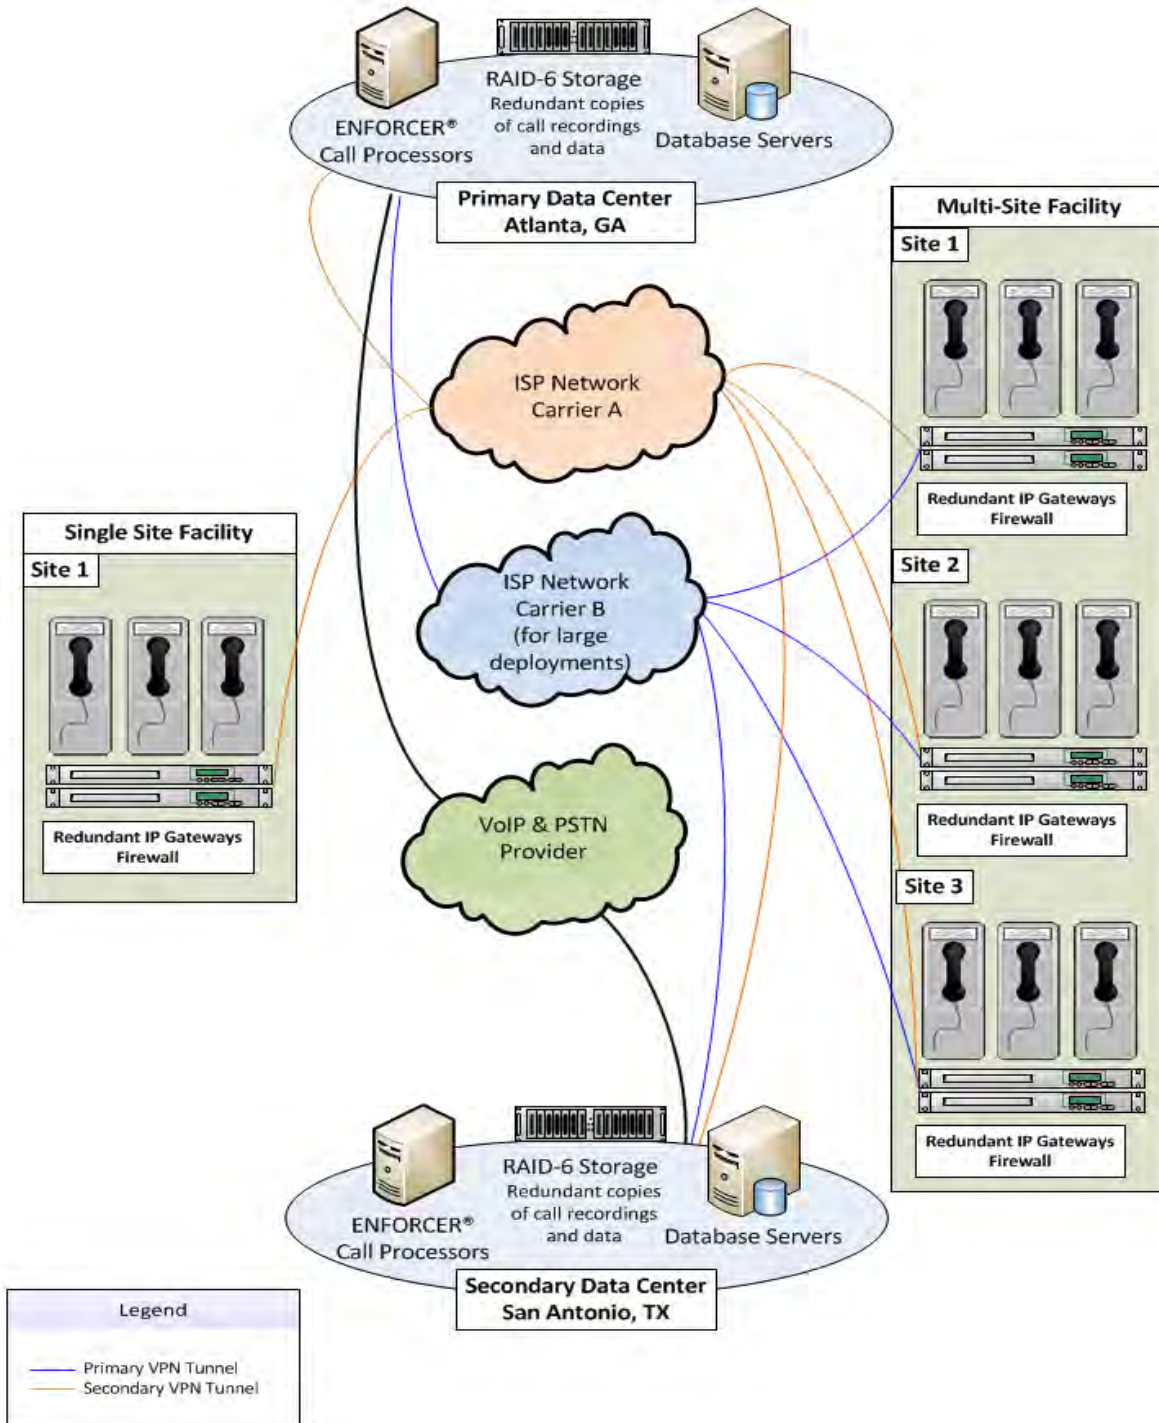 RAID-6 Storage
Redundant copies
of call recordings
and data
ENFORCER®
Call Processors
Database Servers
Primary Data Center
Atlanta, GA
Multi-Site Facility
Site 1
Redundant IP Gateways
Firewall
Site 2
Redundant IP Gateways
Firewall
Site 3
Redundant IP Gateways
Firewall
ISP Network
Carrier A
Single Site Facility
Site 1
Redundant IP Gateways
Firewall
ISP Network
Carrier B
(for large
deployments)
VoIP & PSTN
Provider
RAID-6 Storage
Redundant copies
of call recordings
and data
ENFORCER®
Call Processors
Database Servers
Secondary Data Center
San Antonio, TX
Legend
Primary VPN Tunnel
Secondary VPN Tunnel